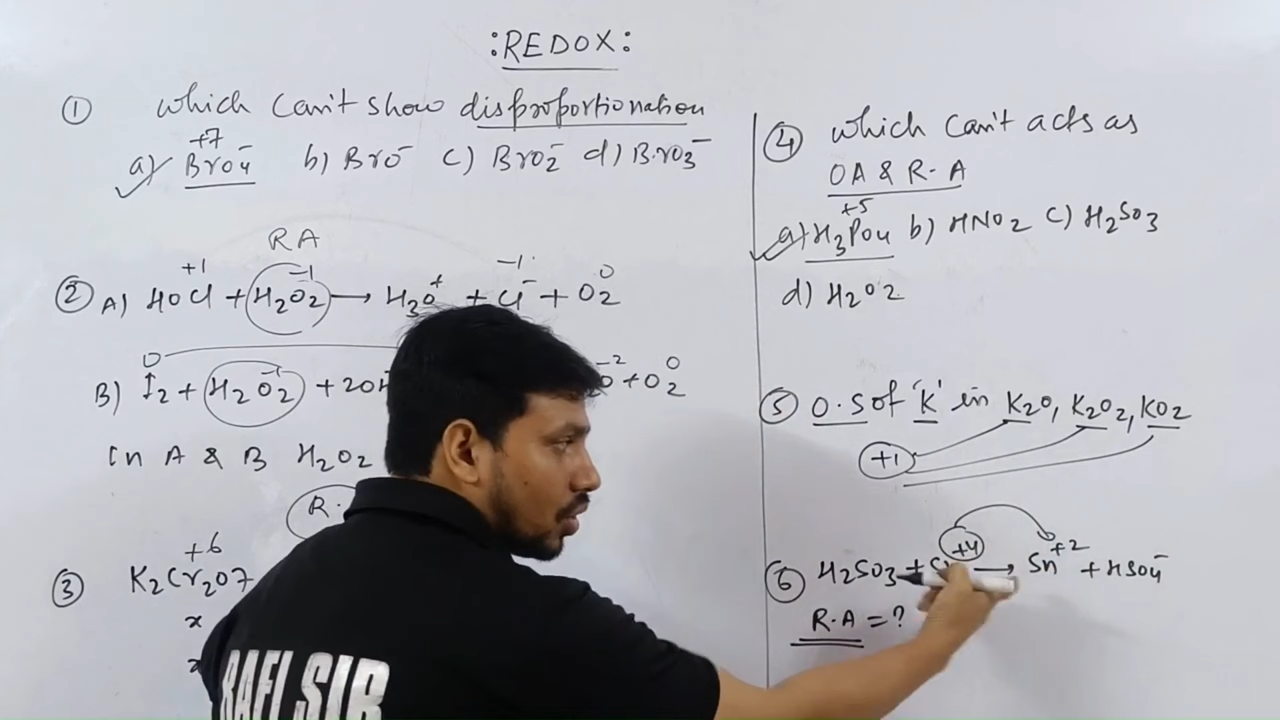 :REDOX:
① which can't show disproportionation
+7
a) BrO4⁻ b) BrO⁻ c) BrO2⁻ d) BrO3⁻
RA
+1 -1 -1 0
② A) HOCl + H2O2 → H3O⁺ + Cl⁻ + O2
0 -1 -2 0
B) I2 + H2O2 + 2OH + O2
In A & B H2O2
R.
+6
③ K2Cr2O7
x
④ which can't acts as
OA & R.A
+5
a) H3PO4 b) HNO2 c) H2SO3
d) H2O2
⑤ O.S of 'K' in K2O, K2O2, KO2
+1
⑥ H2SO3 + S +4 → Sn+2 + HSO4⁻
R.A = ?
RAFI SIR